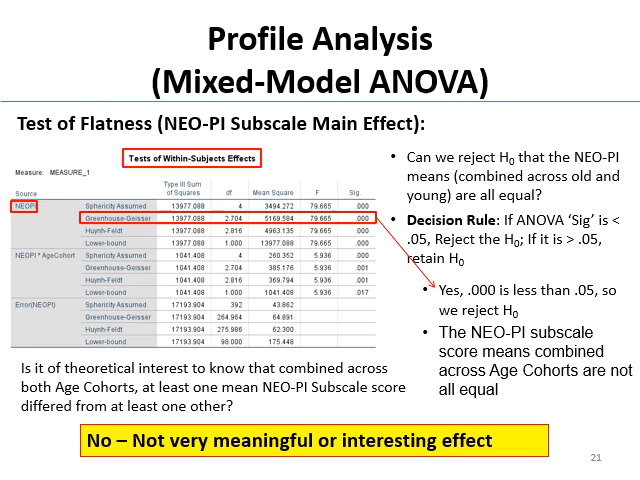 Profile Analysis
(Mixed-Model ANOVA)
Test of Flatness (NEO-PI Subscale Main Effect):
Tests of Within-Subjects Effects
Measure: MEASURE_1
Source Type III Sum of Squares df Mean Square F Sig.
NEOPI Sphericity Assumed 13977.088 4 3494.272 79.665 .000
Greenhouse-Geisser 13977.088 2.704 5169.584 79.665 .000
Huynh-Feldt 13977.088 2.816 4963.135 79.665 .000
Lower-bound 13977.088 1.000 13977.088 79.665 .000
NEOPI * AgeCohort Sphericity Assumed 1041.408 4 260.352 5.936 .000
Greenhouse-Geisser 1041.408 2.704 385.176 5.936 .001
Huynh-Feldt 1041.408 2.816 369.794 5.936 .001
Lower-bound 1041.408 1.000 1041.408 5.936 .017
Error(NEOPI) Sphericity Assumed 17193.904 392 43.862
Greenhouse-Geisser 17193.904 264.964 64.891
Huynh-Feldt 17193.904 275.986 62.300
Lower-bound 17193.904 98.000 175.448
• Can we reject H0 that the NEO-PI
means (combined across old and
young) are all equal?
• Decision Rule: If ANOVA ‘Sig’ is <
.05, Reject the H0; If it is > .05,
retain H0
• Yes, .000 is less than .05, so
we reject H0
• The NEO-PI subscale
score means combined
across Age Cohorts are not
all equal
Is it of theoretical interest to know that combined across
both Age Cohorts, at least one mean NEO-PI Subscale score
differed from at least one other?
No – Not very meaningful or interesting effect
21